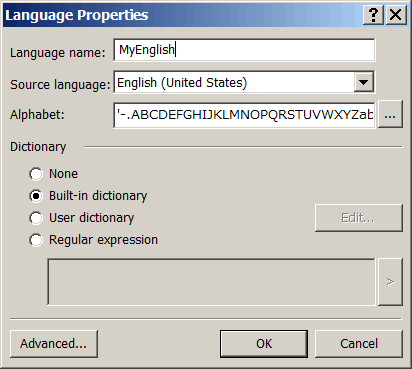 Language Properties
Language name: MyEnglish
Source language: English (United States)
Alphabet: '-.ABCDEFGHIJKLMNOPQRSTUVWXYZab ...
Dictionary
None
Built-in dictionary
User dictionary Edit...
Regular expression
>
Advanced... OK Cancel